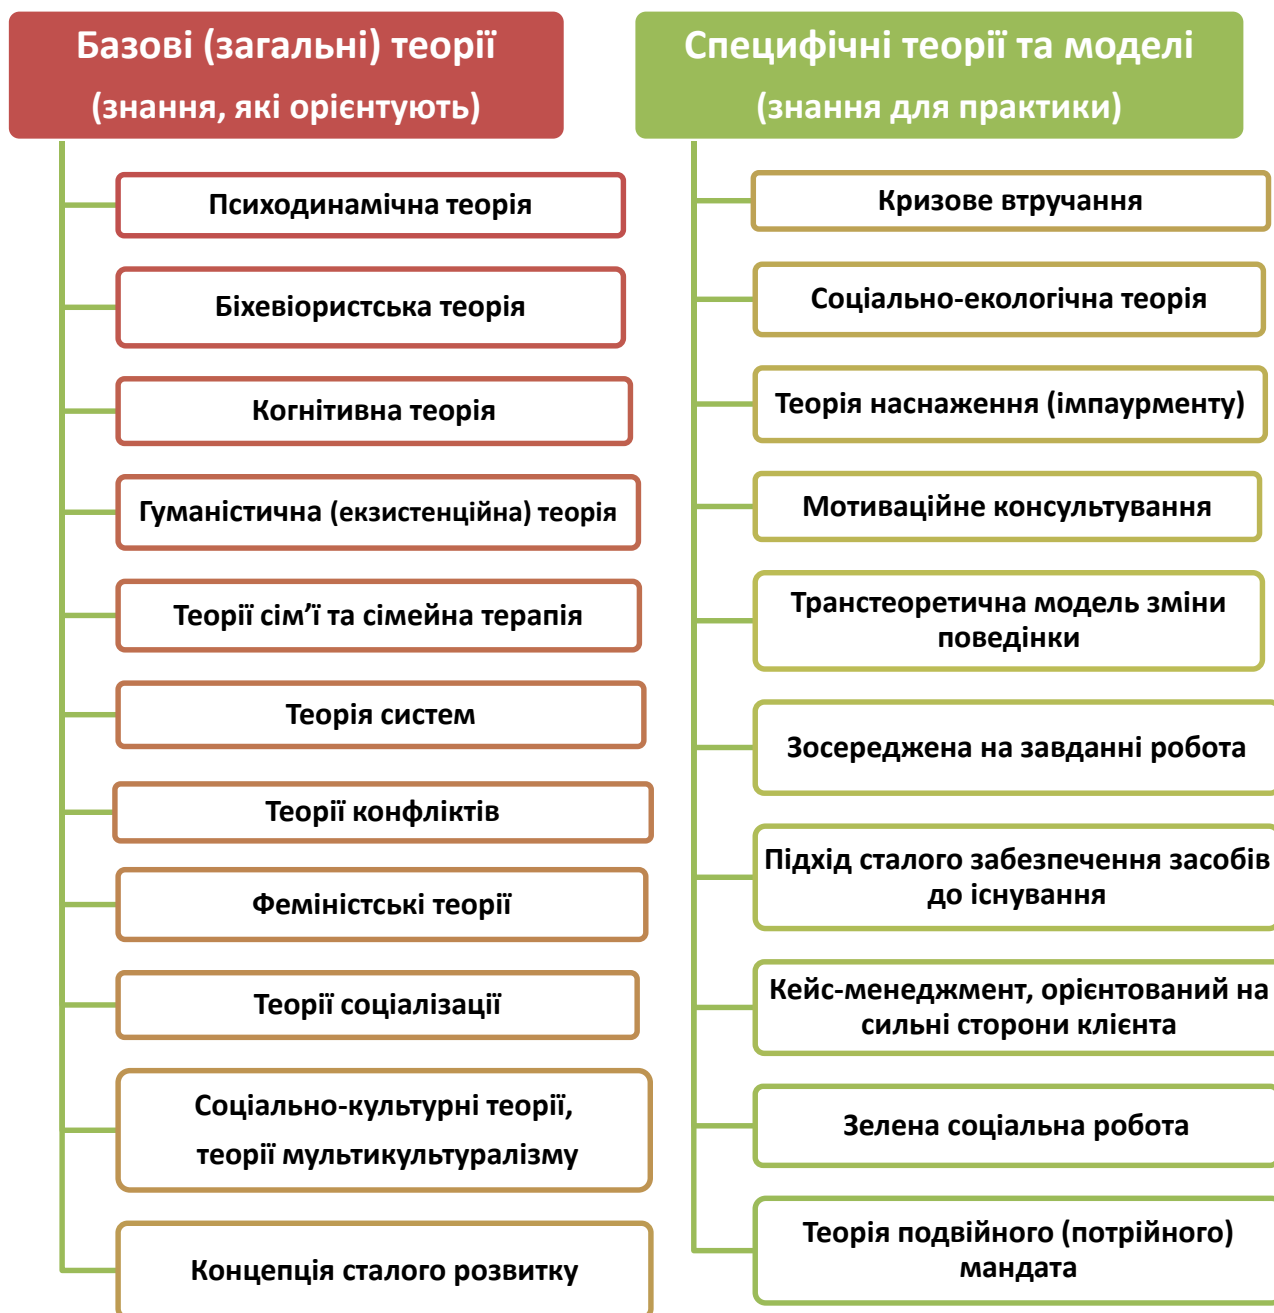 Базові (загальні) теорії
(знання, які орієнтують)
Психодинамічна теорія
Біхевіористська теорія
Когнітивна теорія
Гуманістична (екзистенційна) теорія
Теорії сім’ї та сімейна терапія
Теорія систем
Теорії конфліктів
Феміністські теорії
Теорії соціалізації
Соціально-культурні теорії,
теорії мультикультуралізму
Концепція сталого розвитку
Специфічні теорії та моделі
(знання для практики)
Кризове втручання
Соціально-екологічна теорія
Теорія наснаження (імпаурменту)
Мотиваційне консультування
Транстеоретична модель зміни
поведінки
Зосереджена на завданні робота
Підхід сталого забезпечення засобів
до існування
Кейс-менеджмент, орієнтований на
сильні сторони клієнта
Зелена соціальна робота
Теорія подвійного (потрійного)
мандата